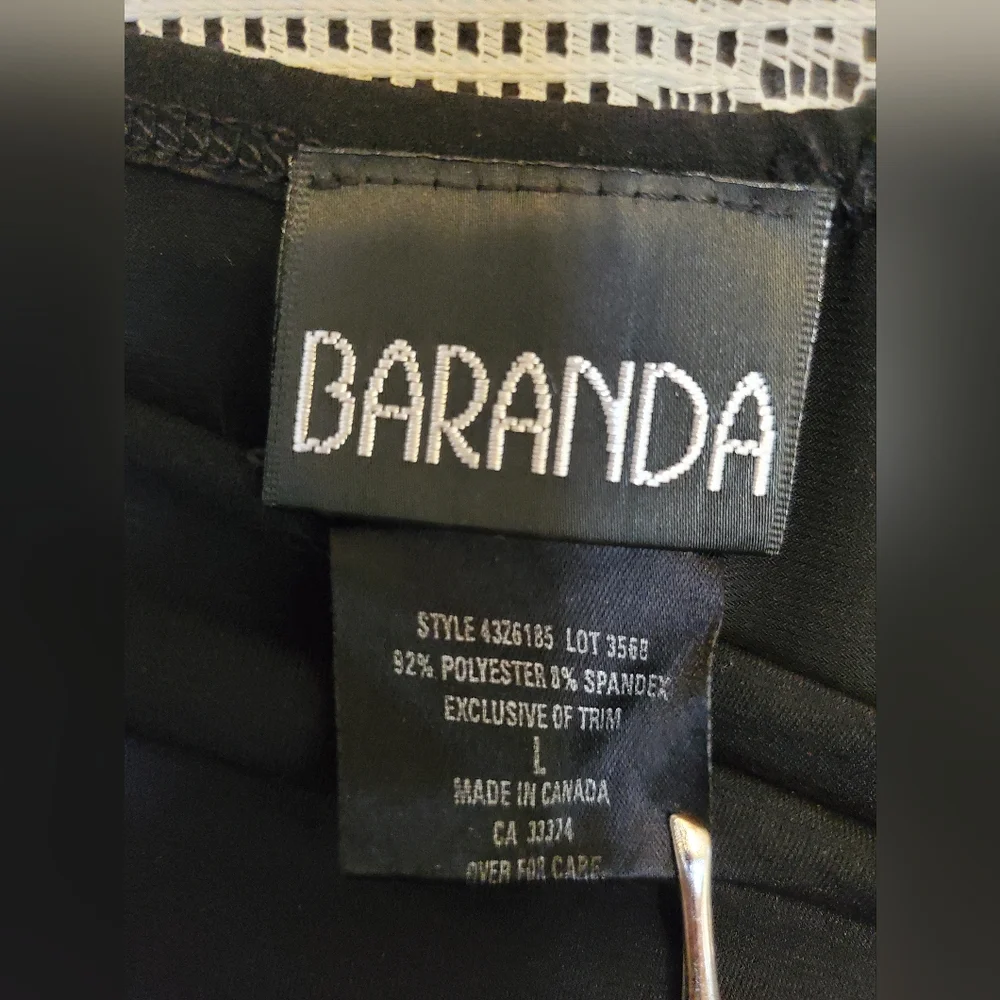 BARANDA
STYLE 43Z6185 LOT 3568
92% POLYESTER 8% SPANDEX
EXCLUSIVE OF TRIM
L
MADE IN CANADA
CA 33374
OVER FOR CARE